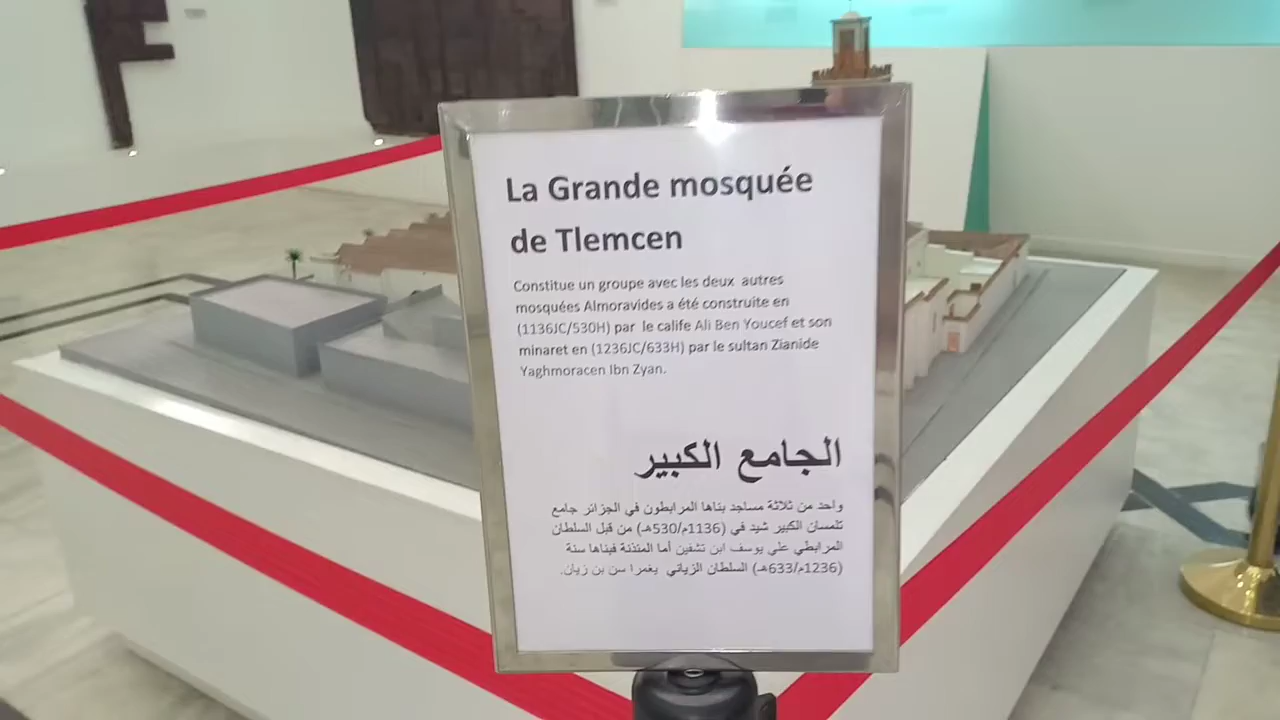 La Grande mosquée
de Tlemcen
Constitue un groupe avec les deux autres
mosquées Almoravides a été construite en
(1136JC/530H) par le calife Ali Ben Youcef et son
minaret en (1236JC/633H) par le sultan Zianide
Yaghmoracen Ibn Zyan.
الجامع الكبير
واحد من ثلاثة مساجد بناها المرابطون في الجزائر جامع
تلمسان الكبير شيد في (1136م/530هـ) من قبل السلطان
المرابطي علي يوسف ابن تشفين أما المئذنة فبناها سنة
(1236م/633هـ) السلطان الزياني يغمرا سن بن زيان.